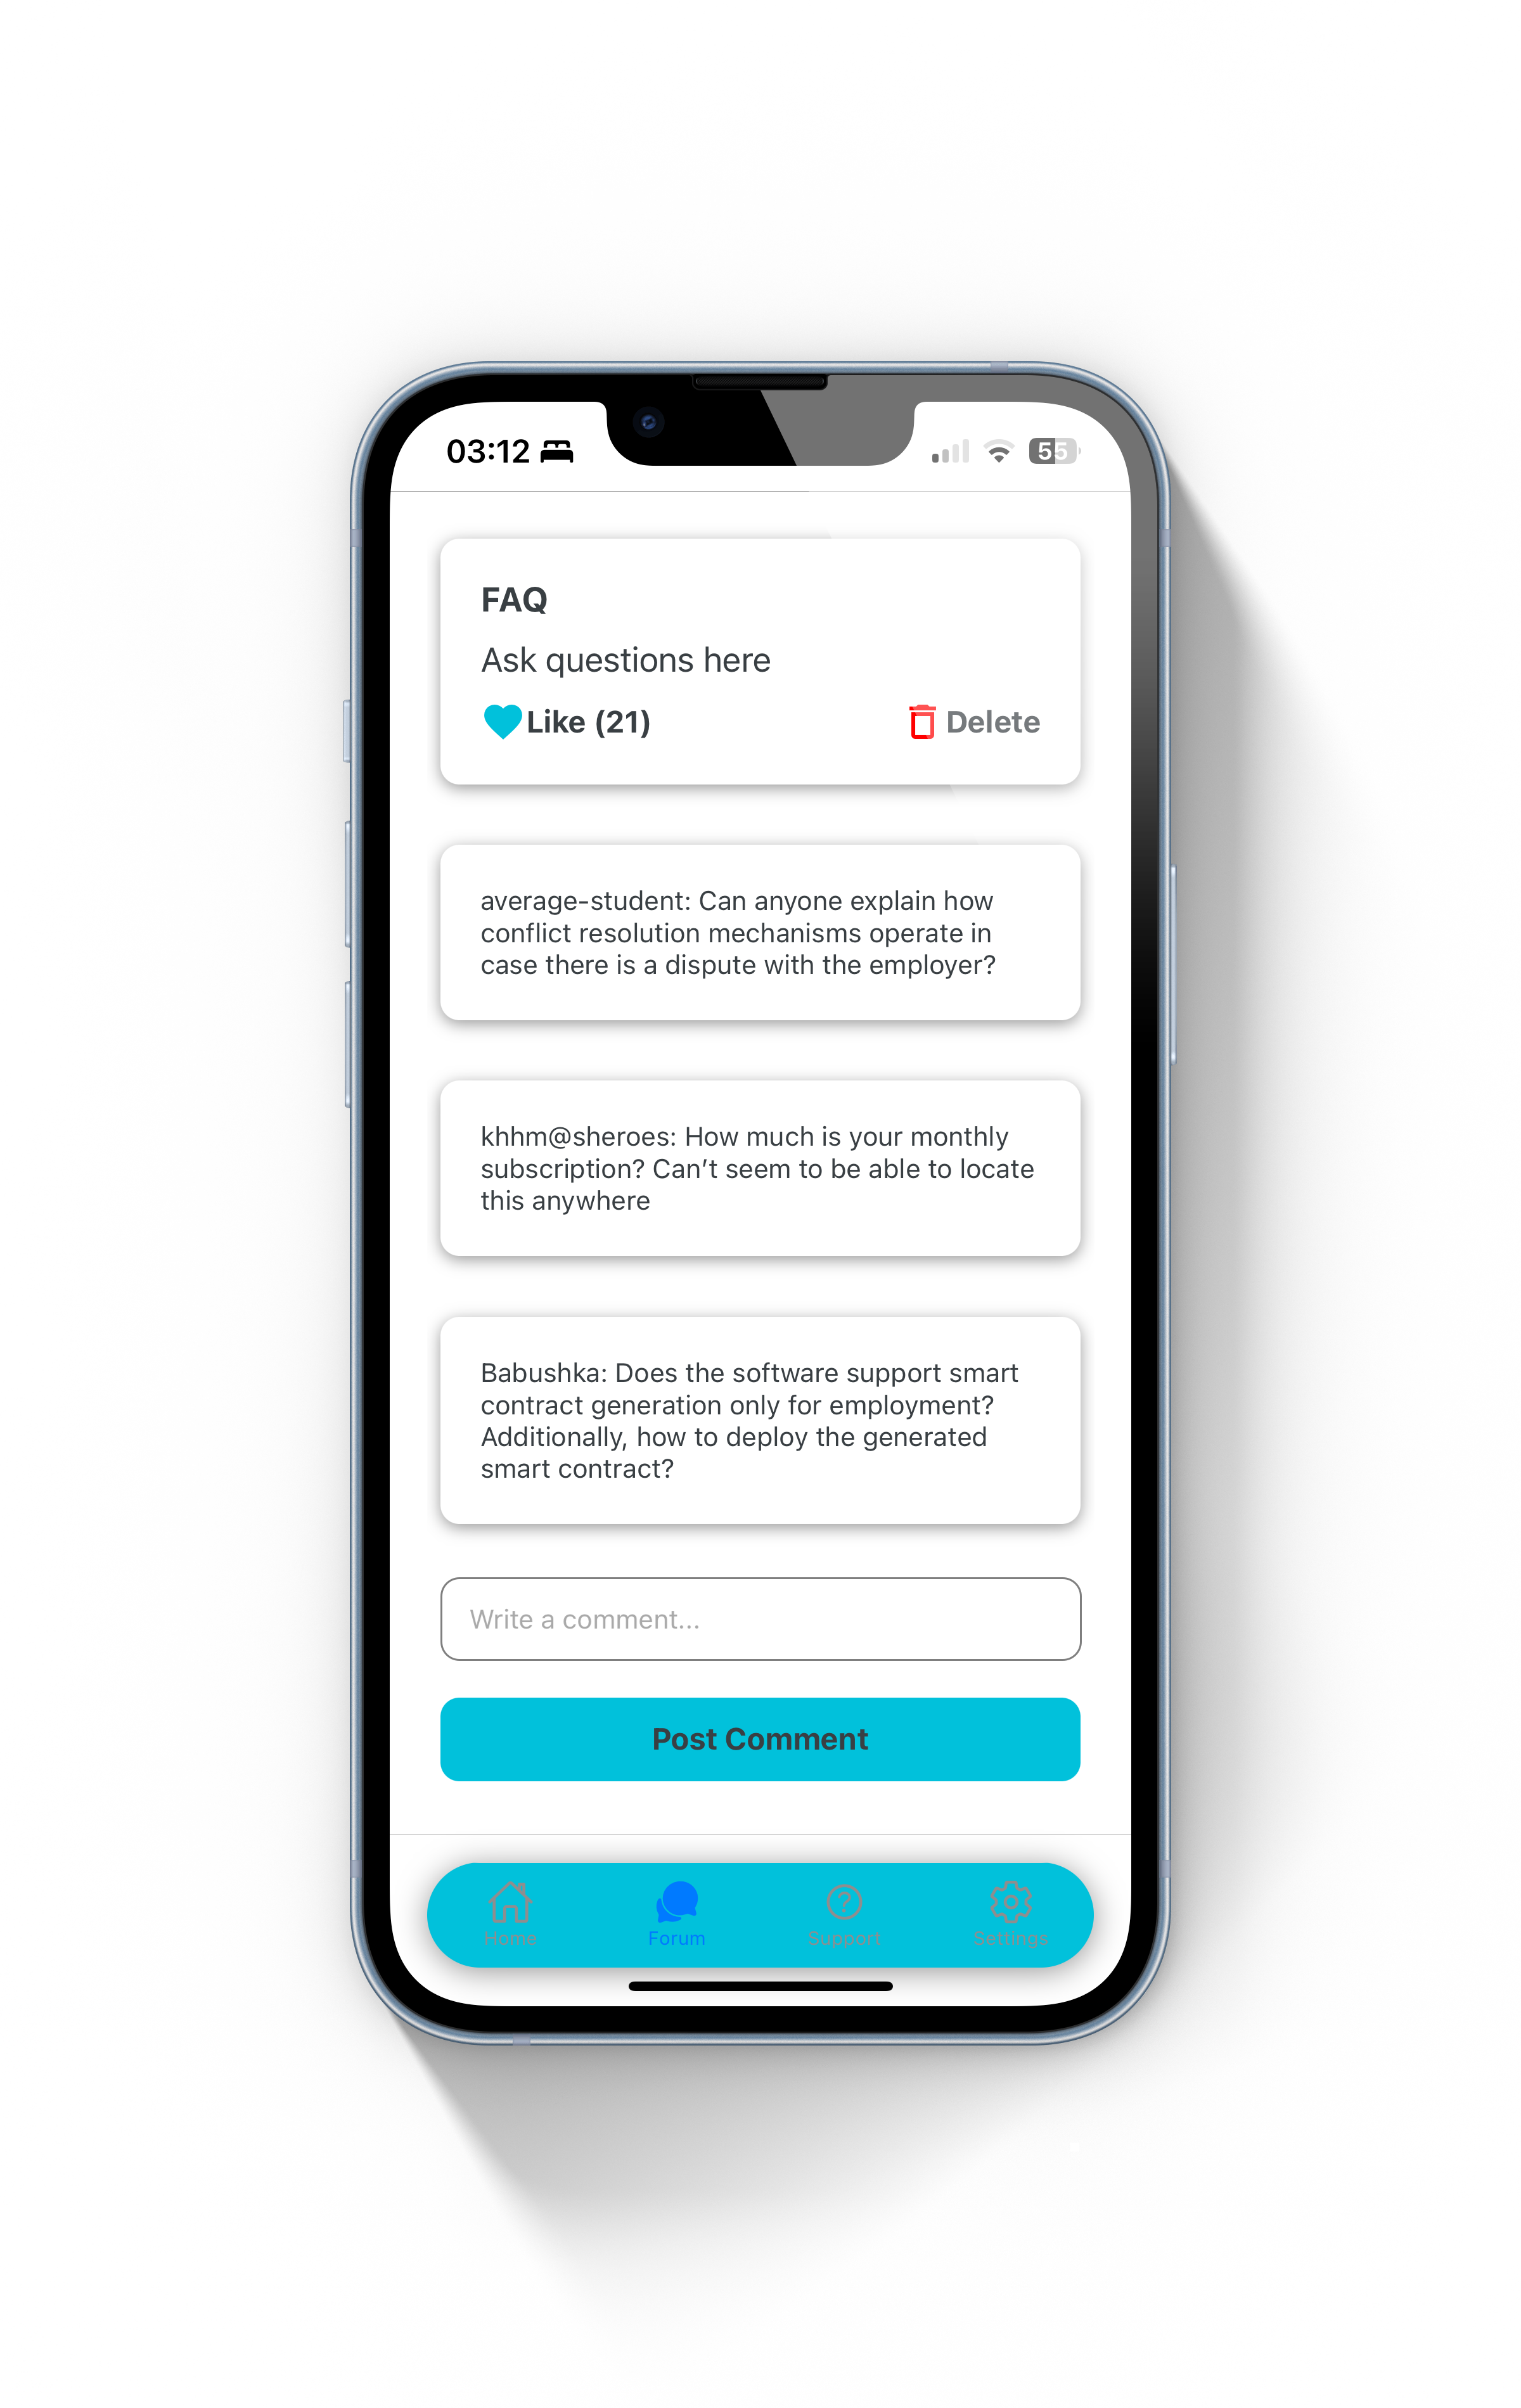 03:12
55
FAQ
Ask questions here
Like (21)
Delete
average-student: Can anyone explain how
conflict resolution mechanisms operate in
case there is a dispute with the employer?
khhm@sheroes: How much is your monthly
subscription? Can’t seem to be able to locate
this anywhere
Babushka: Does the software support smart
contract generation only for employment?
Additionally, how to deploy the generated
smart contract?
Write a comment...
Post Comment
Home
Forum
Support
Settings